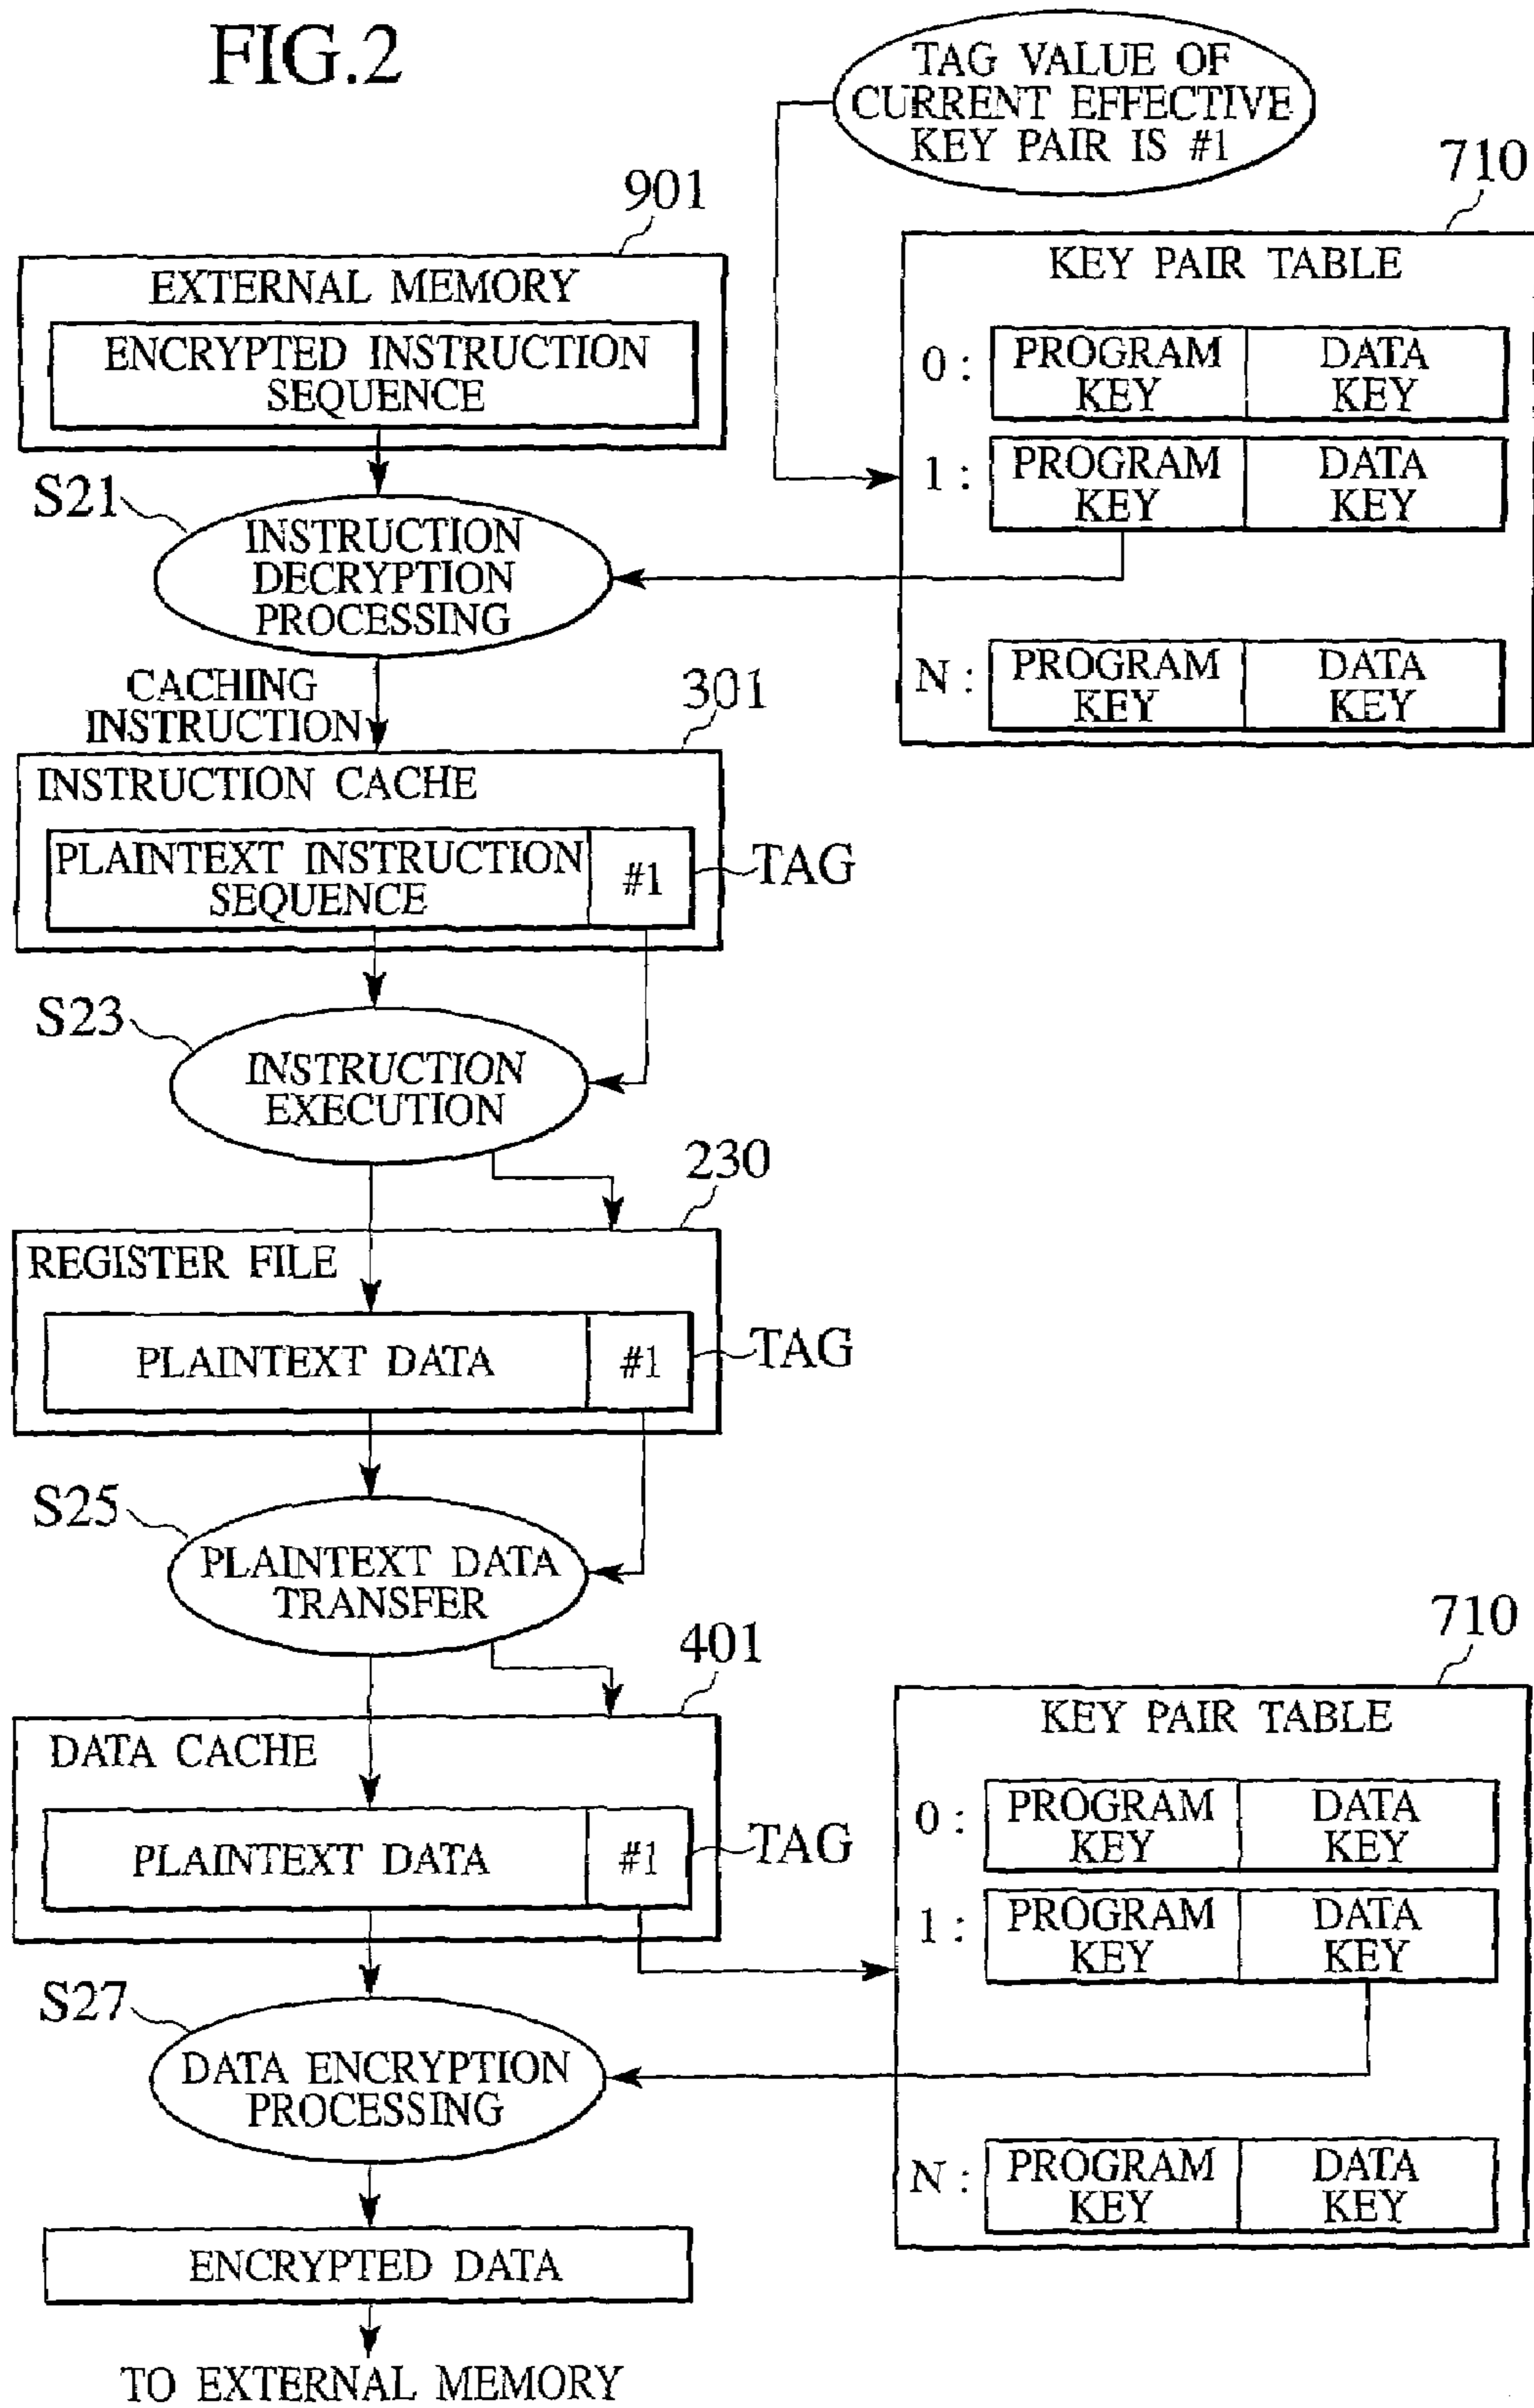 FIG.2
TAG VALUE OF
CURRENT EFFECTIVE
KEY PAIR IS #1
710
KEY PAIR TABLE
0 : PROGRAM KEY DATA KEY
1 : PROGRAM KEY DATA KEY
N : PROGRAM KEY DATA KEY
901
EXTERNAL MEMORY
ENCRYPTED INSTRUCTION
SEQUENCE
S21
INSTRUCTION
DECRYPTION
PROCESSING
CACHING
INSTRUCTION
301
INSTRUCTION CACHE
PLAINTEXT INSTRUCTION
SEQUENCE
#1
TAG
S23
INSTRUCTION
EXECUTION
230
REGISTER FILE
PLAINTEXT DATA
#1
TAG
S25
PLAINTEXT DATA
TRANSFER
401
DATA CACHE
PLAINTEXT DATA
#1
TAG
710
KEY PAIR TABLE
0 : PROGRAM KEY DATA KEY
1 : PROGRAM KEY DATA KEY
N : PROGRAM KEY DATA KEY
S27
DATA ENCRYPTION
PROCESSING
ENCRYPTED DATA
TO EXTERNAL MEMORY